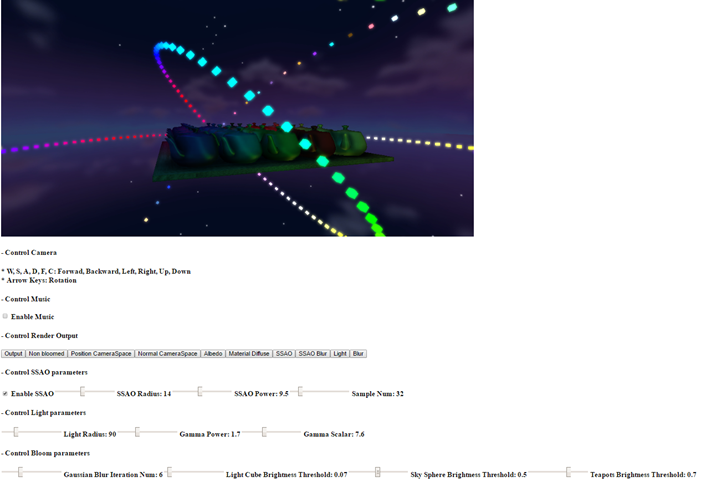 - Control Camera
* W, S, A, D, F, C: Forwad, Backward, Left, Right, Up, Down
* Arrow Keys: Rotation
- Control Music
Enable Music
- Control Render Output
Output Non bloomed Position CameraSpace Normal CameraSpace Albedo Material Diffuse SSAO SSAO Blur Light Blur
- Control SSAO parameters
Enable SSAO SSAO Radius: 14 SSAO Power: 9.5 Sample Num: 32
- Control Light parameters
Light Radius: 90 Gamma Power: 1.7 Gamma Scalar: 7.6
- Control Bloom parameters
Gaussian Blur Iteration Num: 6 Light Cube Brightness Threshold: 0.07 Sky Sphere Brightness Threshold: 0.5 Teapots Brightness Threshold: 0.7